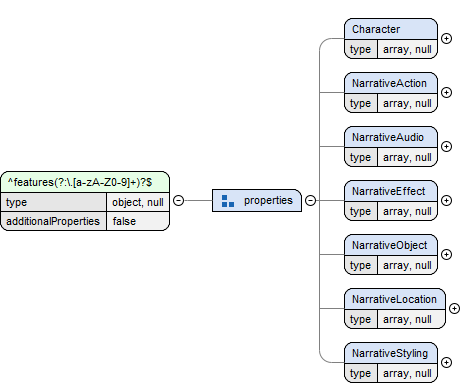 Character
type array, null
NarrativeAction
type array, null
NarrativeAudio
type array, null
^features(?:\.[a-zA-Z0-9]+)?$
type object, null
additionalProperties false
properties
NarrativeEffect
type array, null
NarrativeObject
type array, null
NarrativeLocation
type array, null
NarrativeStyling
type array, null